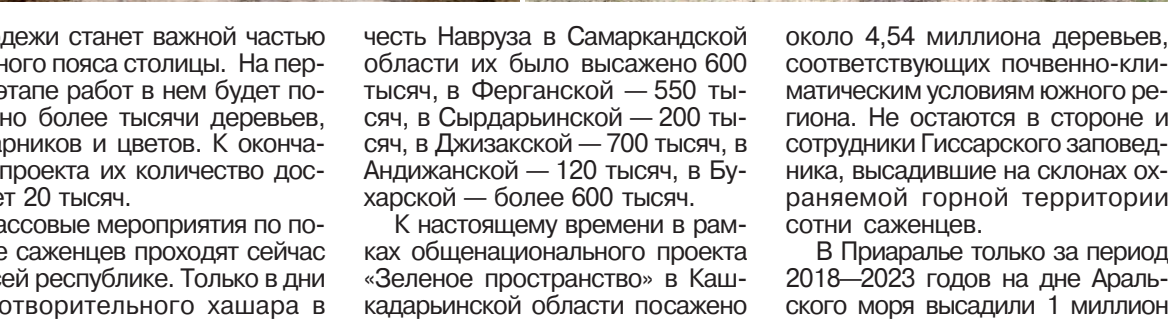 дежи станет важной частью
ного пояса столицы. На пер-
этапе работ в нем будет по-
но более тысячи деревьев,
рников и цветов. К оконча-
проекта их количество дос-
ет 20 тысяч.
ассовые мероприятия по по-
е саженцев проходят сейчас
сей республике. Только в дни
отворительного хашара в
честь Навруза в Самаркандской
области их было высажено 600
тысяч, в Ферганской — 550 ты-
сяч, в Сырдарьинской — 200 ты-
сяч, в Джизакской — 700 тысяч, в
Андижанской — 120 тысяч, в Бу-
харской — более 600 тысяч.
К настоящему времени в рам-
ках общенационального проекта
«Зеленое пространство» в Каш-
кадарьинской области посажено
около 4,54 миллиона деревьев,
соответствующих почвенно-кли-
матическим условиям южного ре-
гиона. Не остаются в стороне и
сотрудники Гиссарского заповед-
ника, высадившие на склонах ох-
раняемой горной территории
сотни саженцев.
В Приаралье только за период
2018—2023 годов на дне Араль-
ского моря высадили 1 миллион